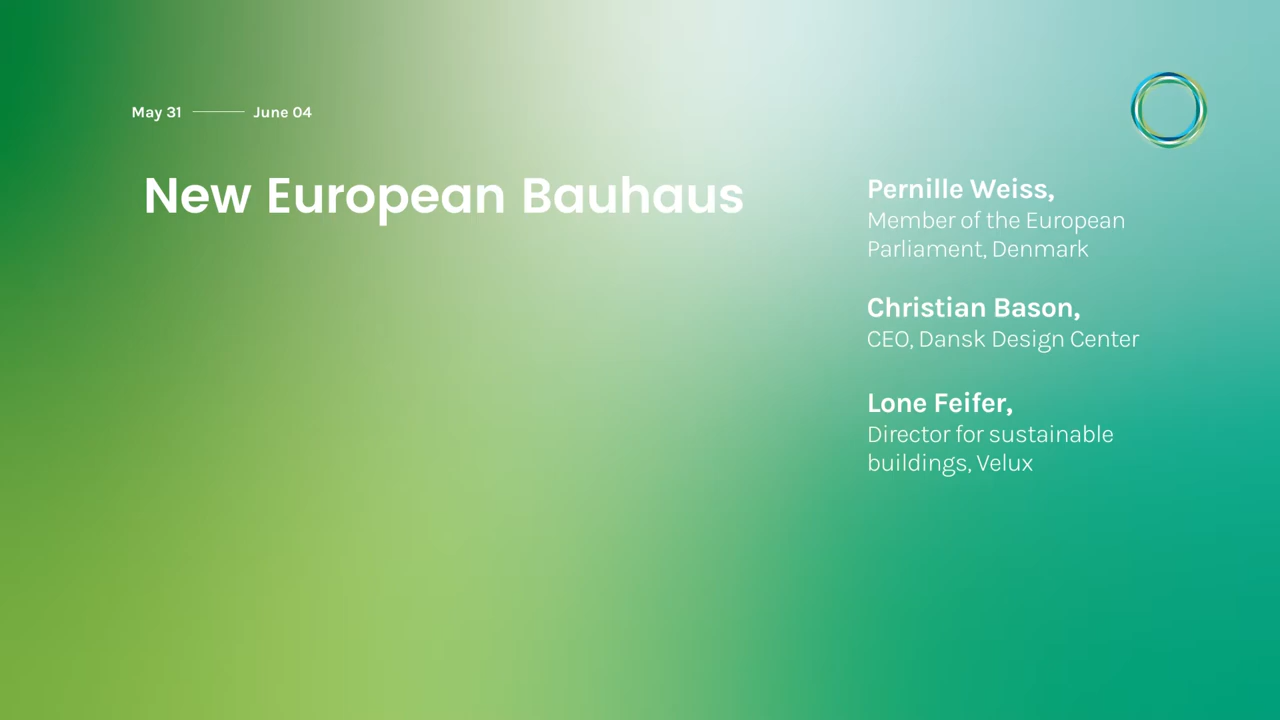 May 31 — June 04
New European Bauhaus
Pernille Weiss,
Member of the European
Parliament, Denmark
Christian Bason,
CEO, Dansk Design Center
Lone Feifer,
Director for sustainable
buildings, Velux